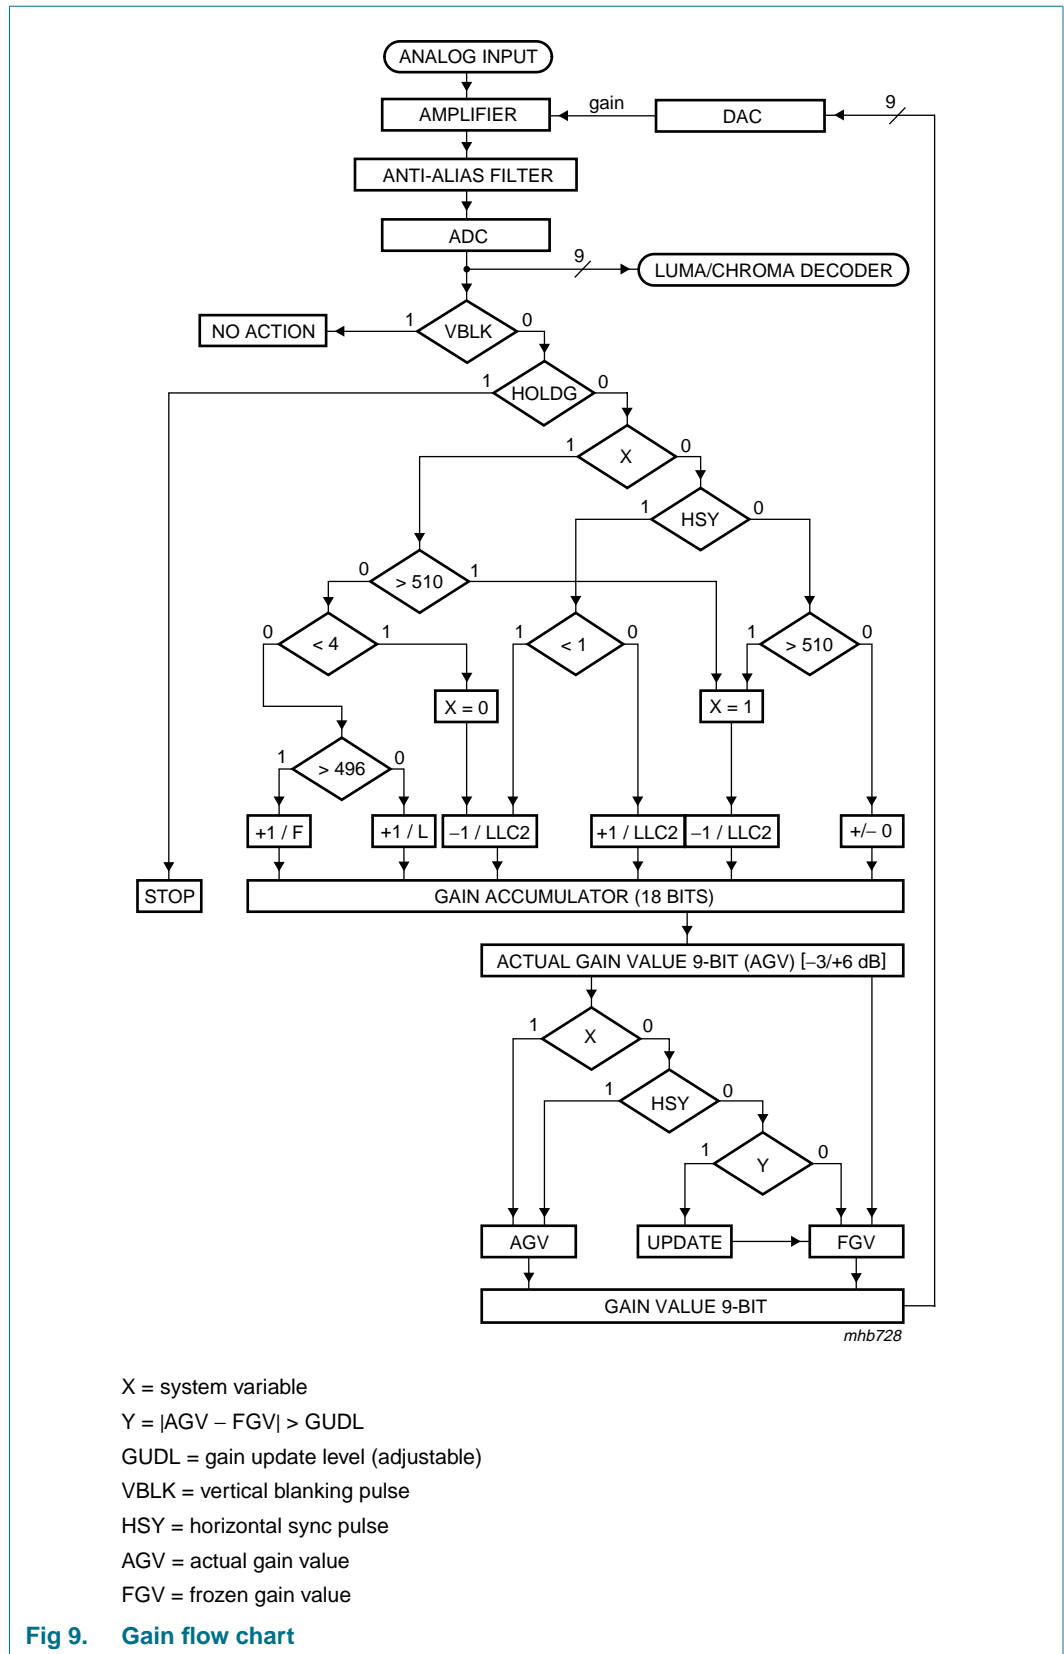 ANALOG INPUT
gain
9
AMPLIFIER
DAC
ANTI-ALIAS FILTER
ADC
9
LUMA/CHROMA DECODER
NO ACTION
1
VBLK
0
1
HOLDG
0
1
X
0
1
HSY
0
0
> 510
1
0
< 4
1
1
< 1
0
1
> 510
0
X = 0
X = 1
1
> 496
0
+1 / F
+1 / L
−1 / LLC2
+1 / LLC2
−1 / LLC2
+/− 0
STOP
GAIN ACCUMULATOR (18 BITS)
ACTUAL GAIN VALUE 9-BIT (AGV) [−3/+6 dB]
1
X
0
1
HSY
0
1
Y
0
AGV
UPDATE
FGV
GAIN VALUE 9-BIT
mhb728
X = system variable
Y = |AGV − FGV| > GUDL
GUDL = gain update level (adjustable)
VBLK = vertical blanking pulse
HSY = horizontal sync pulse
AGV = actual gain value
FGV = frozen gain value
Fig 9. Gain flow chart